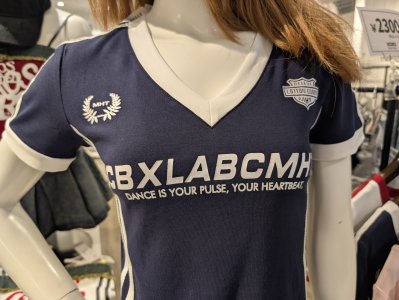 ¥2300
MHT
CBXLABCMH
DANCE IS YOUR PULSE, YOUR HEARTBEAT.